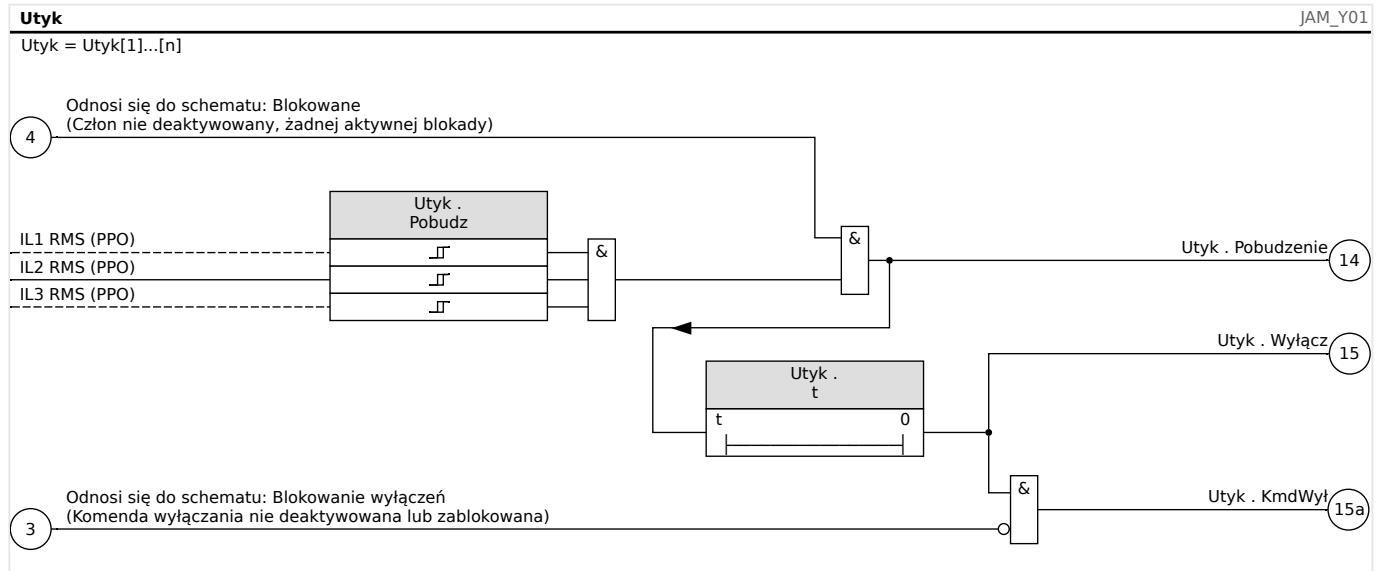 Utyk
JAM_Y01
Utyk = Utyk[1]...[n]
Odnosi się do schematu: Blokowane
(Człon nie deaktywowany, żadnej aktywnej blokady)
4
Utyk .
Pobudz
IL1 RMS (PPO)
IL2 RMS (PPO)
IL3 RMS (PPO)
&
&
Utyk . Pobudzenie
14
Utyk . Wyłącz
15
Utyk .
t
t
0
Odnosi się do schematu: Blokowanie wyłączeń
(Komenda wyłączania nie deaktywowana lub zablokowana)
3
&
Utyk . KmdWył
15a